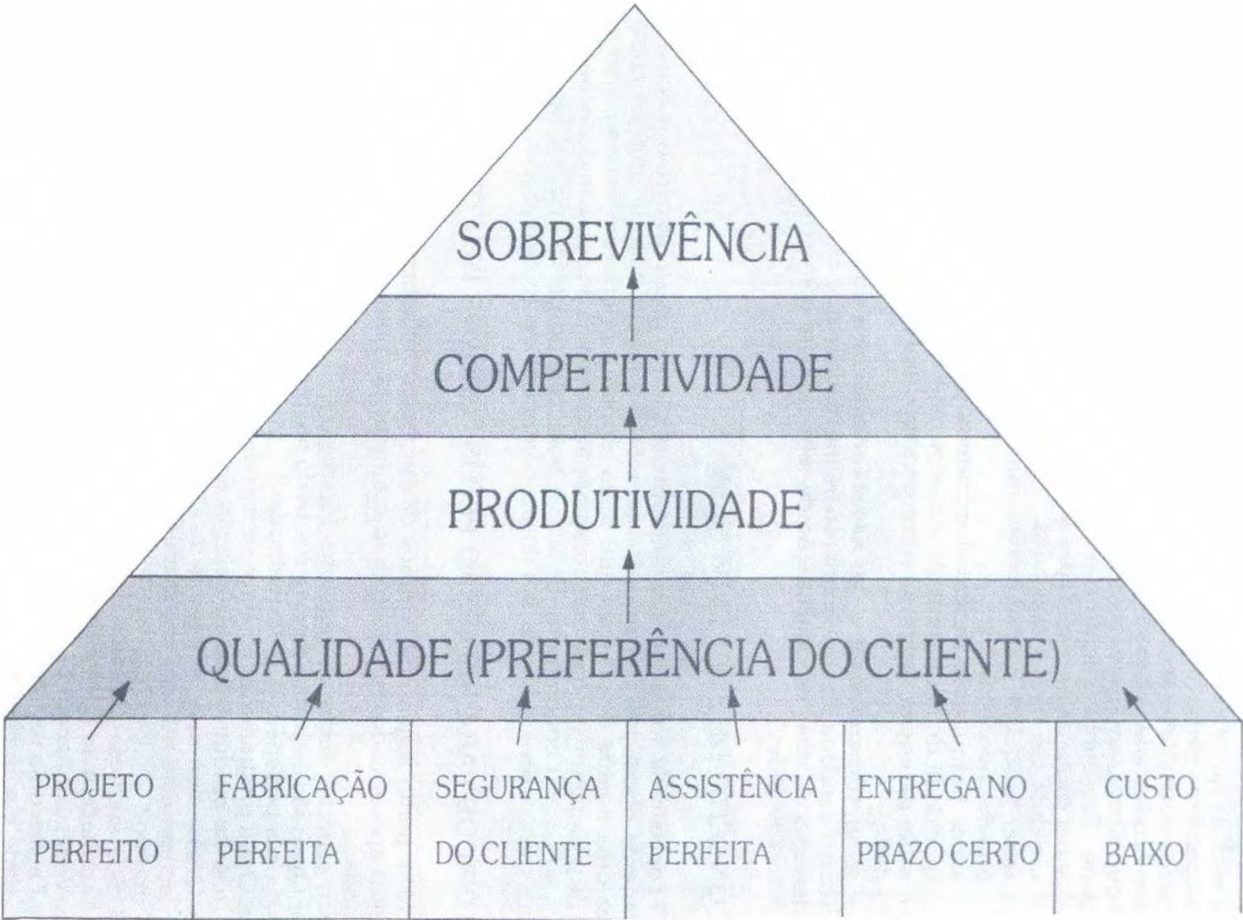 SOBREVIVÊNCIA
COMPETITIVIDADE
PRODUTIVIDADE
QUALIDADE (PREFERÊNCIA DO CLIENTE)
PROJETO
PERFEITO
FABRICAÇÃO
PERFEITA
SEGURANÇA
DO CLIENTE
ASSISTÊNCIA
PERFEITA
ENTREGA NO
PRAZO CERTO
CUSTO
BAIXO